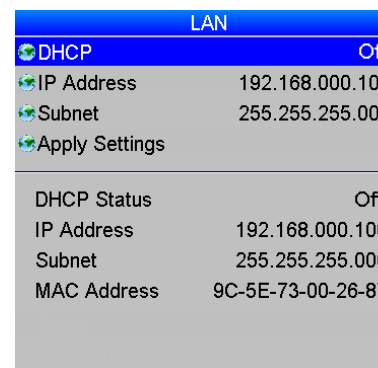 LAN
DHCP Of
IP Address 192.168.000.10
Subnet 255.255.255.00
Apply Settings
DHCP Status Of
IP Address 192.168.000.10
Subnet 255.255.255.00
MAC Address 9C-5E-73-00-26-8